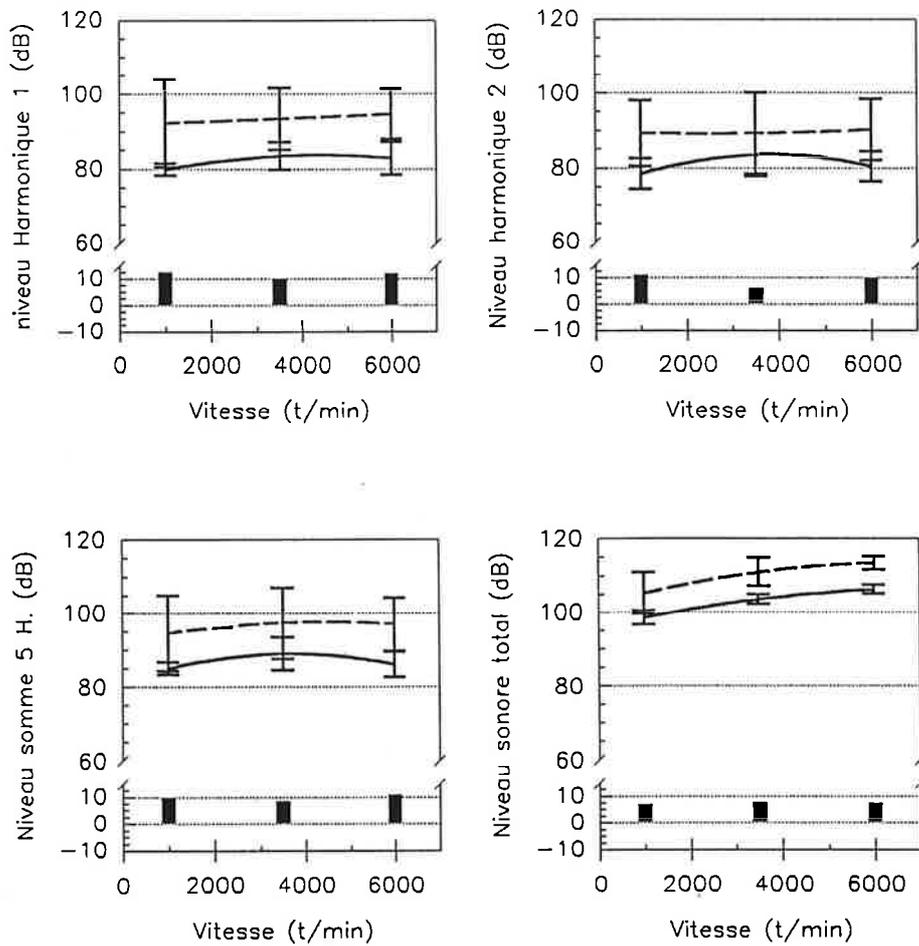 niveau Harmonique 1 (dB)
120
100
80
60
10
0
−10
0 2000 4000 6000
Vitesse (t/min)
Niveau harmonique 2 (dB)
120
100
80
60
10
0
−10
0 2000 4000 6000
Vitesse (t/min)
Niveau somme 5 H. (dB)
120
100
80
60
10
0
−10
0 2000 4000 6000
Vitesse (t/min)
Niveau sonore total (dB)
120
100
80
60
10
0
−10
0 2000 4000 6000
Vitesse (t/min)